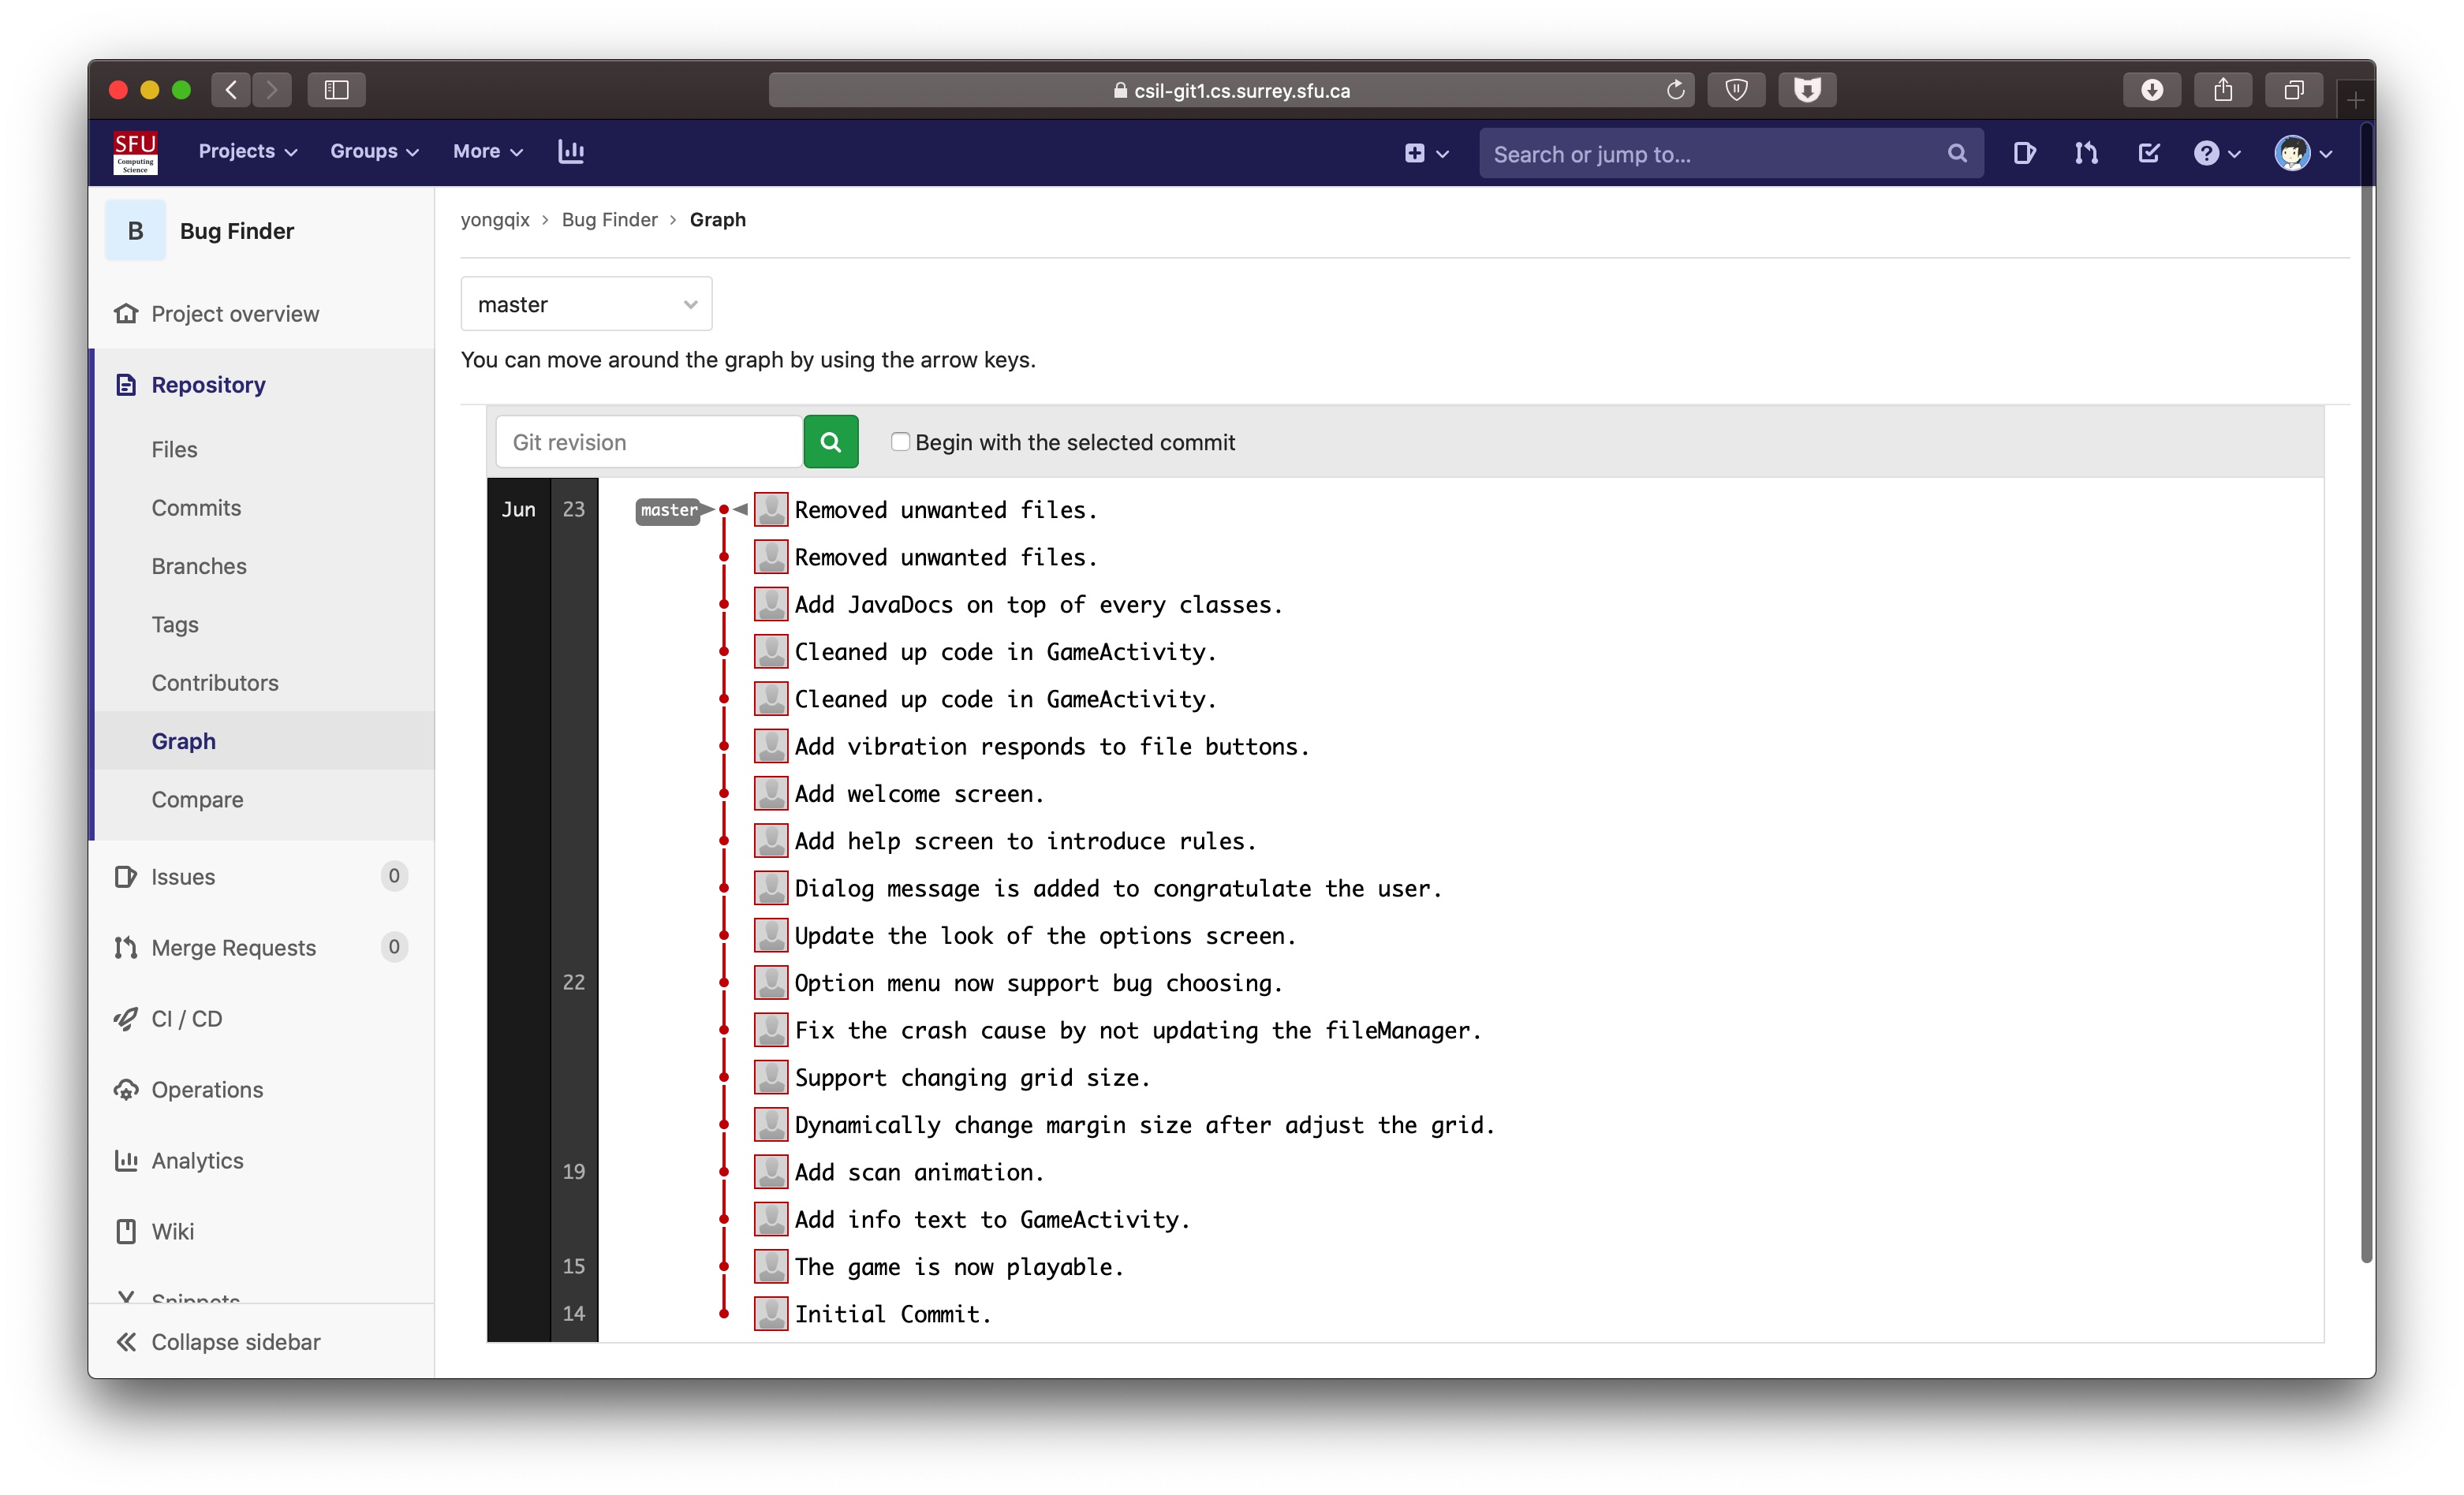 csil-git1.cs.surrey.sfu.ca
SFU
Computing
Science
Projects
Groups
More
Search or jump to...
B
Bug Finder
Project overview
Repository
Files
Commits
Branches
Tags
Contributors
Graph
Compare
Issues 0
Merge Requests 0
CI / CD
Operations
Analytics
Wiki
Snippets
Collapse sidebar
yongqix > Bug Finder > Graph
master
You can move around the graph by using the arrow keys.
Git revision
Begin with the selected commit
Jun 23 master Removed unwanted files.
Removed unwanted files.
Add JavaDocs on top of every classes.
Cleaned up code in GameActivity.
Cleaned up code in GameActivity.
Add vibration responds to file buttons.
Add welcome screen.
Add help screen to introduce rules.
Dialog message is added to congratulate the user.
Update the look of the options screen.
22 Option menu now support bug choosing.
Fix the crash cause by not updating the fileManager.
Support changing grid size.
Dynamically change margin size after adjust the grid.
19 Add scan animation.
Add info text to GameActivity.
15 The game is now playable.
14 Initial Commit.